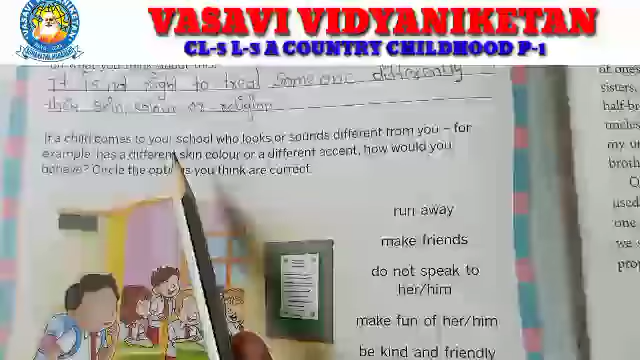 VASAVI VIDYANIKETAN
CL-5 L-3 A COUNTRY CHILDHOOD P-1
It is not right to treat someone differently
their skin colour or religion
If a child comes to your school who looks or sounds different from you – for
example has a different skin colour or a different accent, how would you
behave? Circle the options you think are correct.
run away
make friends
do not speak to
her/him
make fun of her/him
be kind and friendly
of ones
sisters,
half-br
uncles
my u
broth
O
used
one
we s
prop